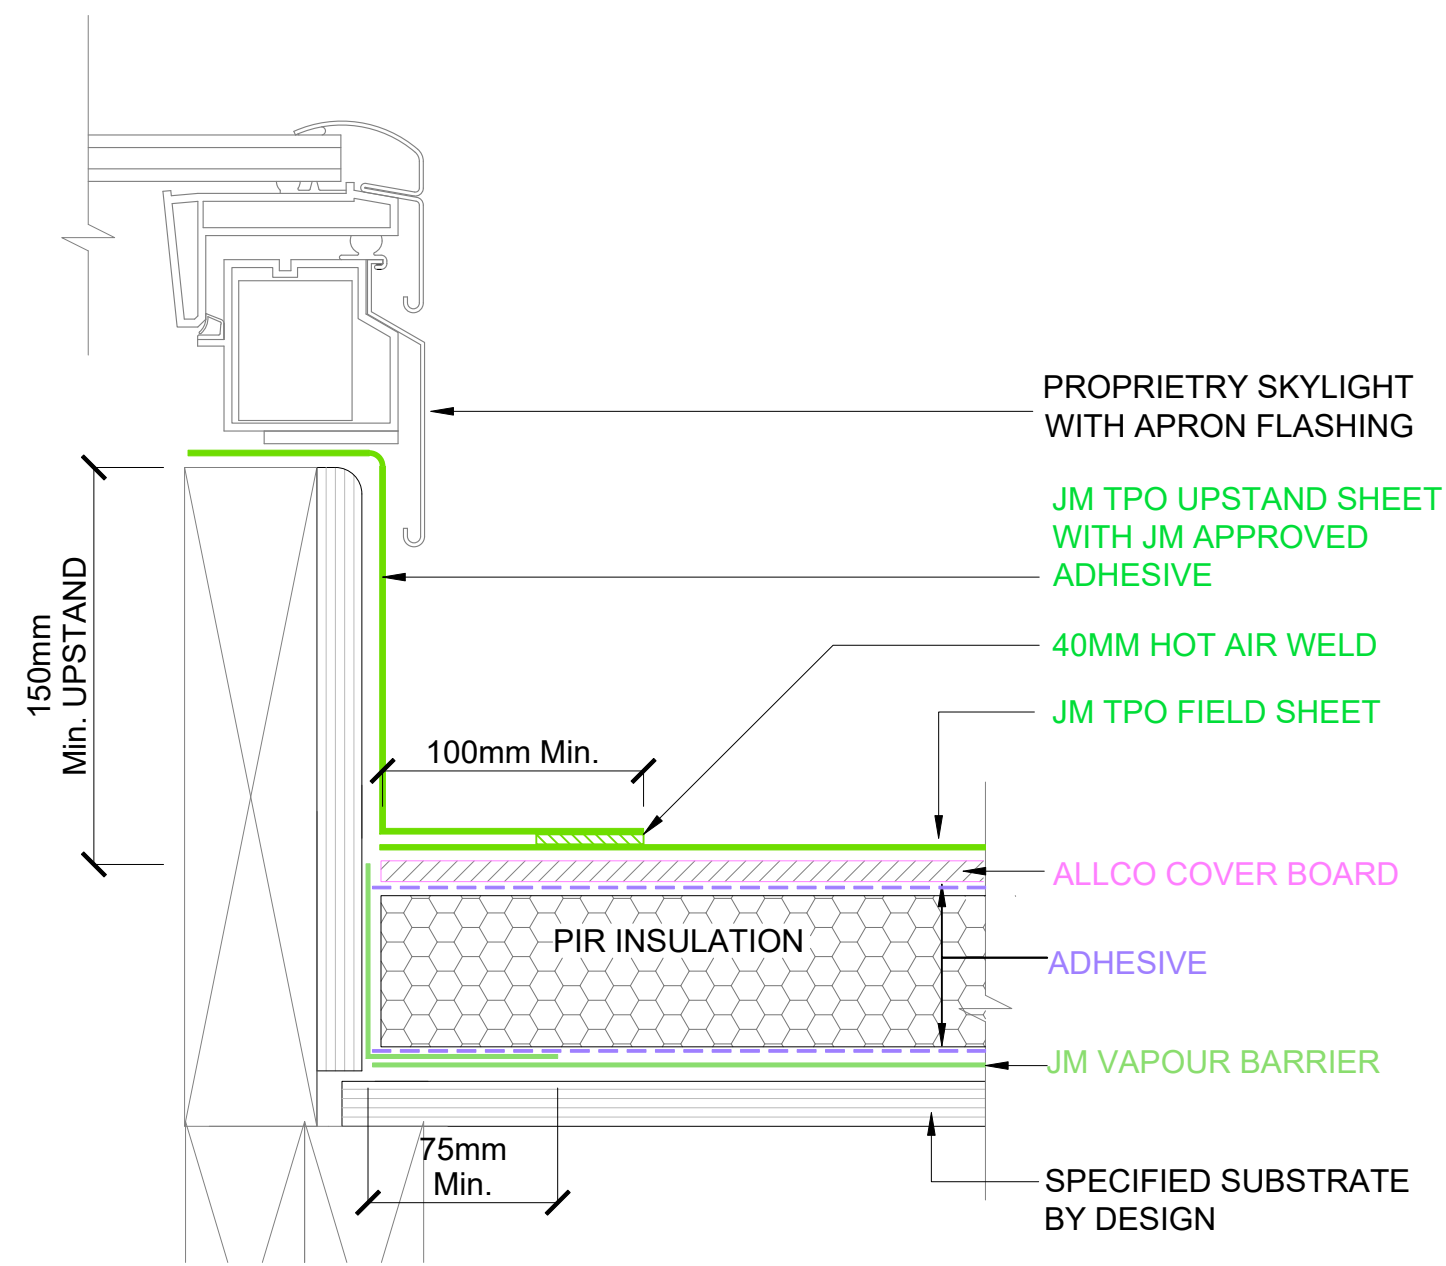 PROPRIETRY SKYLIGHT
WITH APRON FLASHING
JM TPO UPSTAND SHEET
WITH JM APPROVED
ADHESIVE
150mm
Min. UPSTAND
40MM HOT AIR WELD
JM TPO FIELD SHEET
100mm Min.
ALLCO COVER BOARD
PIR INSULATION
ADHESIVE
JM VAPOUR BARRIER
75mm
Min.
SPECIFIED SUBSTRATE
BY DESIGN